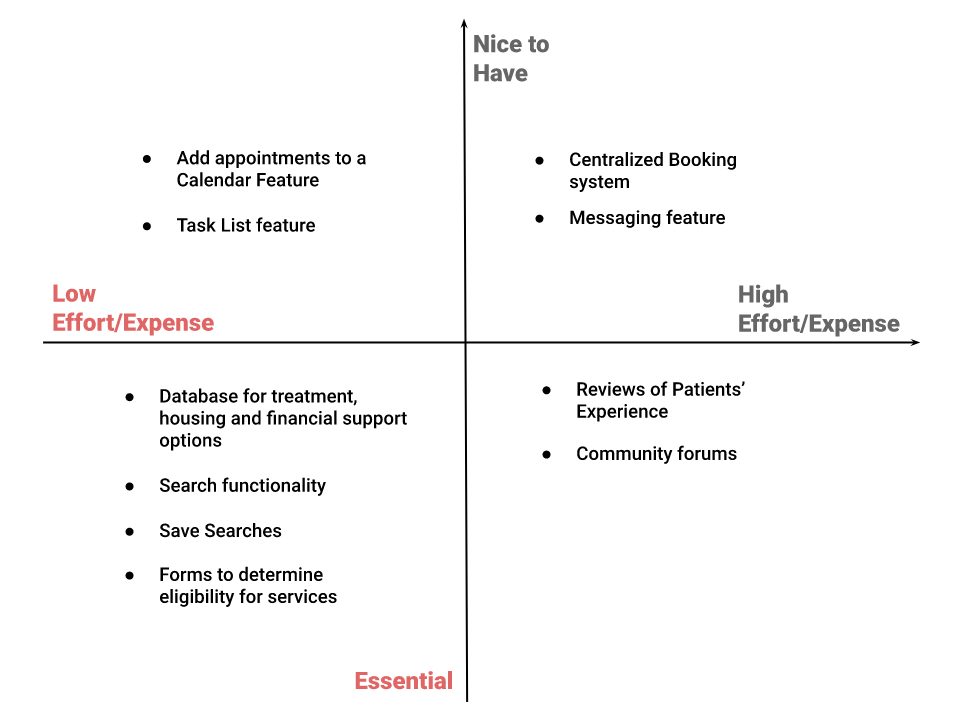 Nice to
Have
● Add appointments to a
Calendar Feature
● Task List feature
● Centralized Booking
system
● Messaging feature
Low
Effort/Expense
High
Effort/Expense
● Database for treatment,
housing and financial support
options
● Search functionality
● Save Searches
● Forms to determine
eligibility for services
● Reviews of Patients’
Experience
● Community forums
Essential